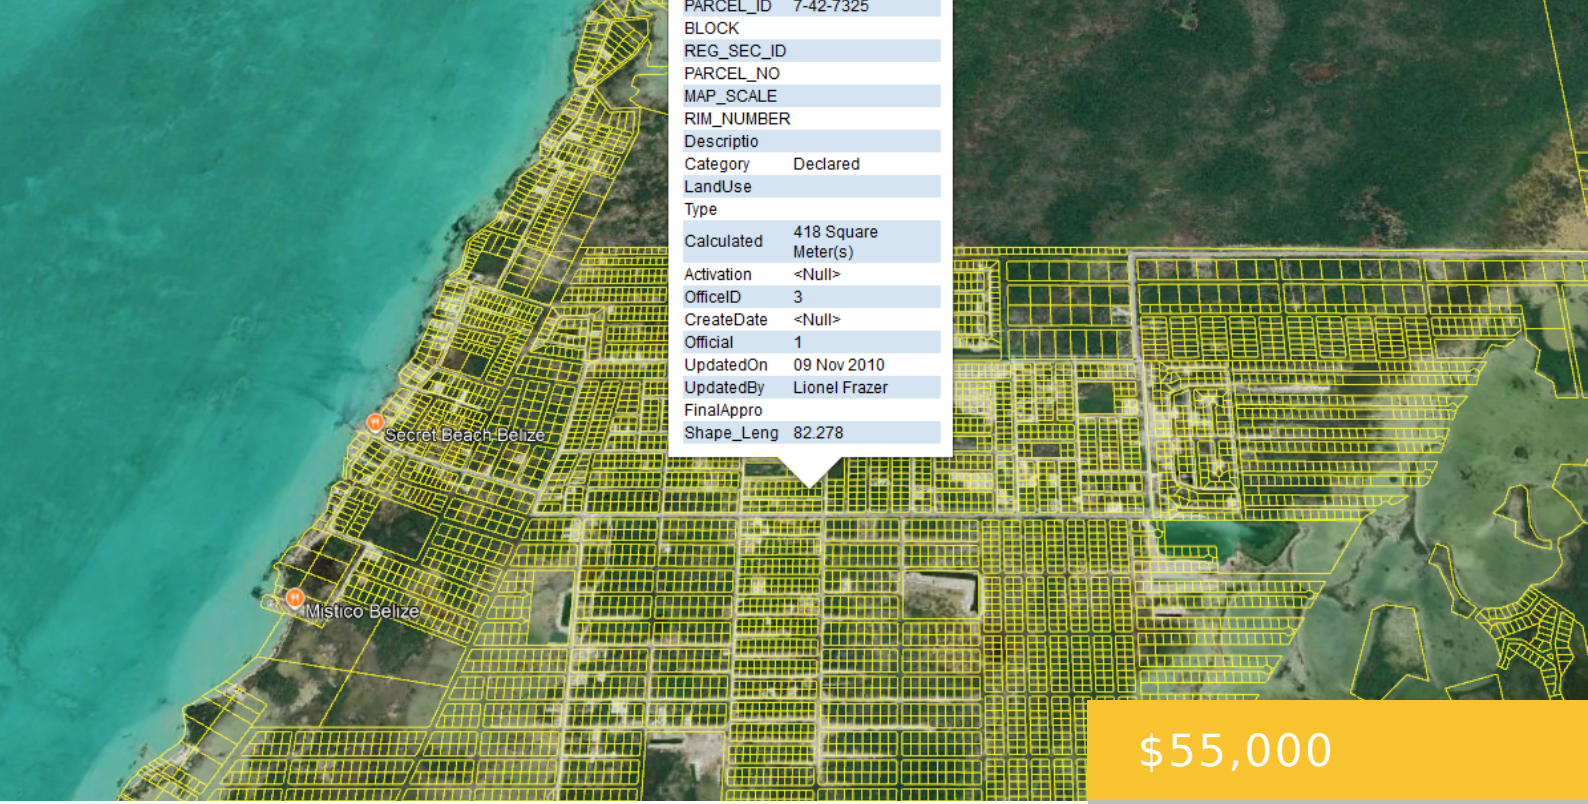 PARCEL_ID 7-42-7325
BLOCK
REG_SEC_ID
PARCEL_NO
MAP_SCALE
RIM_NUMBER
Descriptio
Category Declared
LandUse
Type
Calculated 418 Square
Meter(s)
Activation <Null>
OfficeID 3
CreateDate <Null>
Official 1
UpdatedOn 09 Nov 2010
UpdatedBy Lionel Frazer
FinalAppro
Shape_Leng 82.278
Secret Beach Belize
Mistico Belize
$55,000